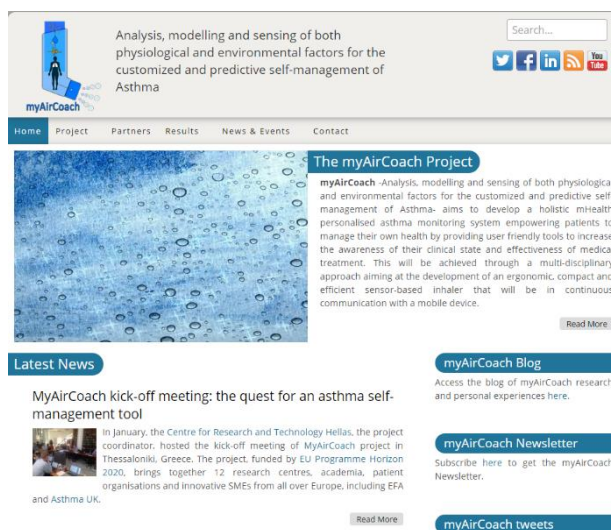 Analysis, modelling and sensing of both
physiological and environmental factors for the
customized and predictive self-management of
Asthma
Search...
You
Tube
myAirCoach
Home Project Partners Results News & Events Contact
The myAirCoach Project
myAirCoach -Analysis, modelling and sensing of both physiological
and environmental factors for the customized and predictive self
management of Asthma- aims to develop a holistic mHealth
personalised asthma monitoring system empowering patients to
manage their own health by providing user friendly tools to increase
the awareness of their clinical state and effectiveness of medical
treatment. This will be achieved through a multi-disciplinary
approach aiming at the development of an ergonomic, compact and
efficient sensor-based inhaler that will be in continuous
communication with a mobile device.
Read More
Latest News
MyAirCoach kick-off meeting: the quest for an asthma self-
management tool
In January, the Centre for Research and Technology Hellas, the project
coordinator, hosted the kick-off meeting of MyAirCoach project in
Thessaloniki, Greece. The project, funded by EU Programme Horizon
2020, brings together 12 research centres, academia, patient
organisations and innovative SMEs from all over Europe, including EFA
and Asthma UK.
Read More
myAirCoach Blog
Access the blog of myAirCoach research
and personal experiences here.
myAirCoach Newsletter
Subscribe here to get the myAirCoach
Newsletter.
myAirCoach tweets